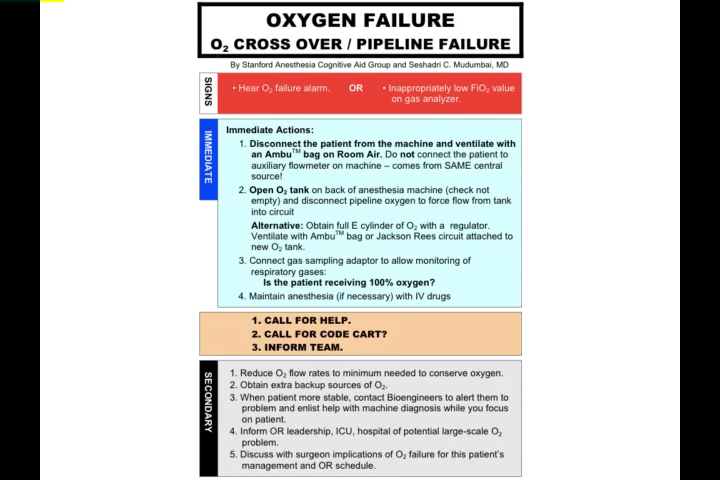 OXYGEN FAILURE
O₂ CROSS OVER / PIPELINE FAILURE
By Stanford Anesthesia Cognitive Aid Group and Seshadri C. Mudumbai, MD
SIGNS
• Hear O₂ failure alarm. OR • Inappropriately low FiO₂ value
on gas analyzer.
IMMEDIATE
Immediate Actions:
1. Disconnect the patient from the machine and ventilate with
an Ambu™ bag on Room Air. Do not connect the patient to
auxiliary flowmeter on machine – comes from SAME central
source!
2. Open O₂ tank on back of anesthesia machine (check not
empty) and disconnect pipeline oxygen to force flow from tank
into circuit
Alternative: Obtain full E cylinder of O₂ with a regulator.
Ventilate with Ambu™ bag or Jackson Rees circuit attached to
new O₂ tank.
3. Connect gas sampling adaptor to allow monitoring of
respiratory gases:
Is the patient receiving 100% oxygen?
4. Maintain anesthesia (if necessary) with IV drugs
1. CALL FOR HELP.
2. CALL FOR CODE CART?
3. INFORM TEAM.
SECONDARY
1. Reduce O₂ flow rates to minimum needed to conserve oxygen.
2. Obtain extra backup sources of O₂.
3. When patient more stable, contact Bioengineers to alert them to
problem and enlist help with machine diagnosis while you focus
on patient.
4. Inform OR leadership, ICU, hospital of potential large-scale O₂
problem.
5. Discuss with surgeon implications of O₂ failure for this patient's
management and OR schedule.